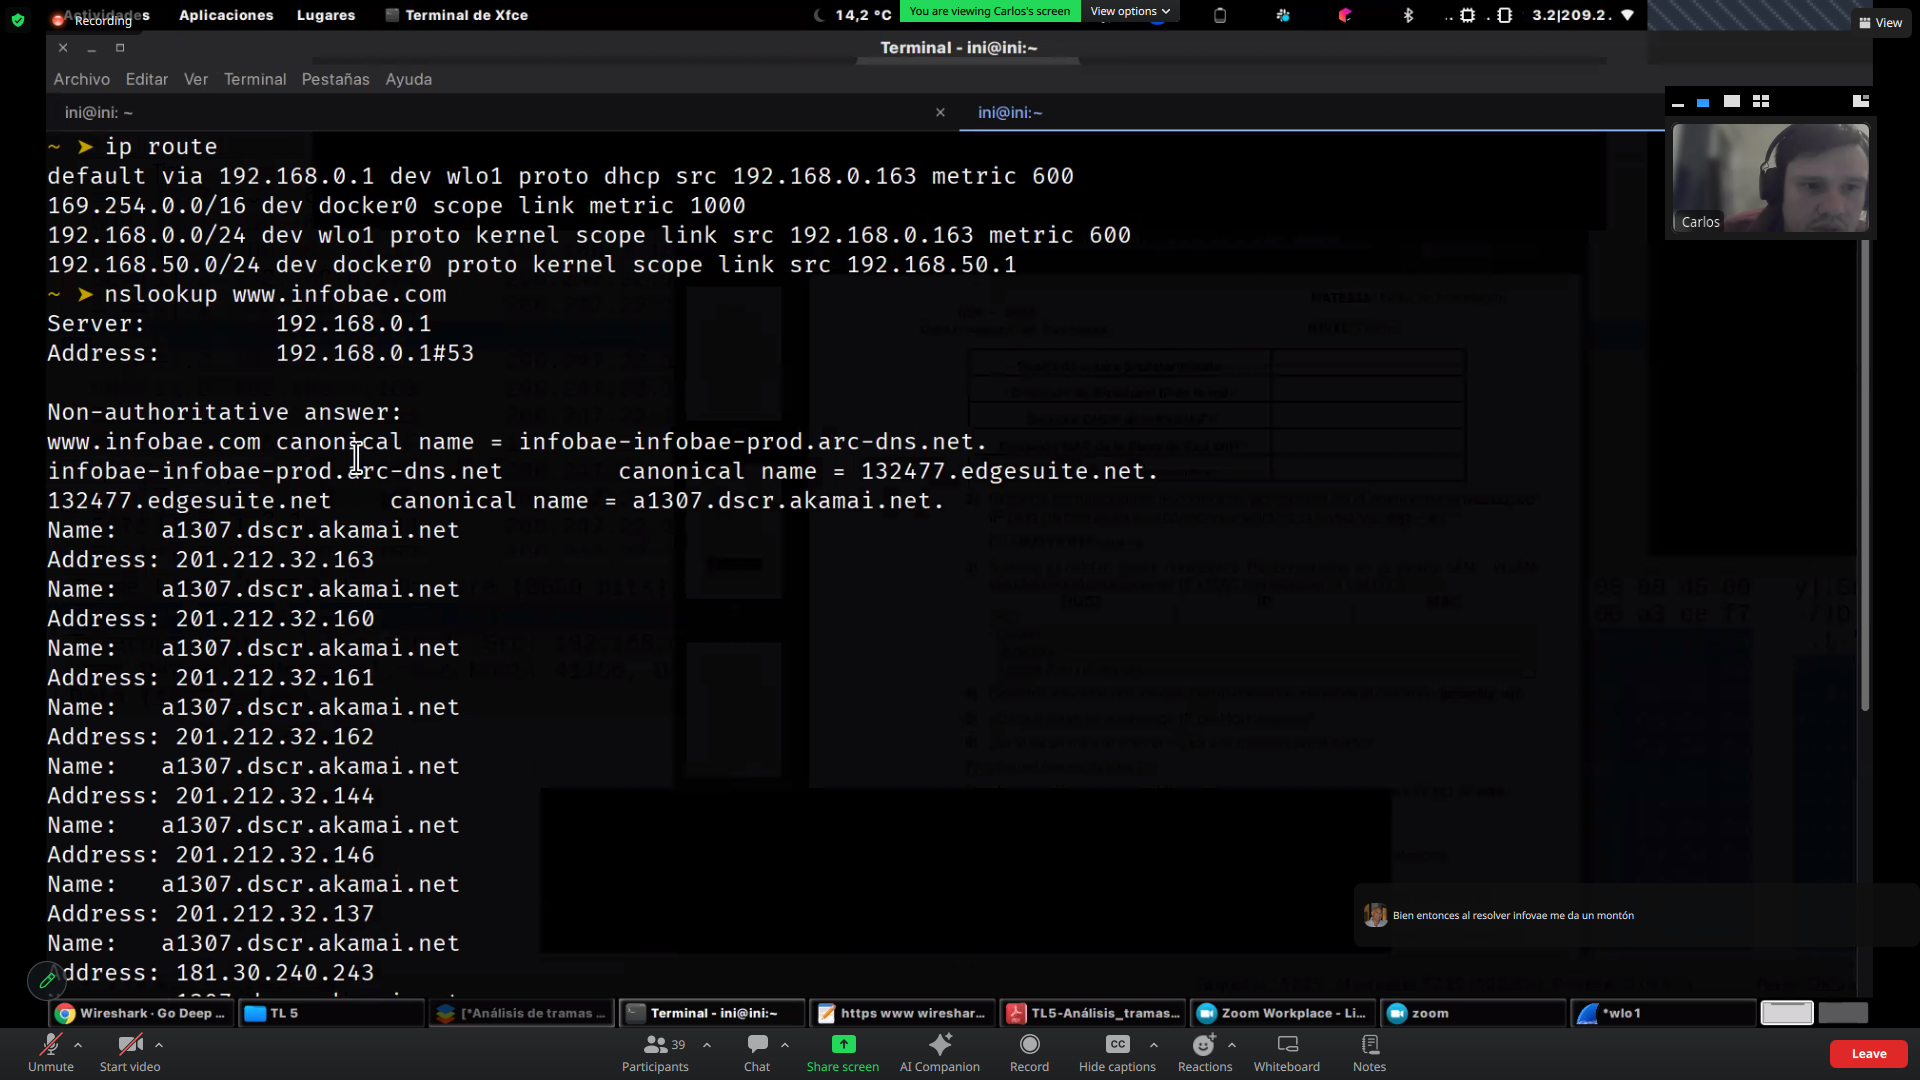 Actividades Aplicaciones Lugares Terminal de Xfce 14,2 °C You are viewing Carlos's screen View options 3.2|209.2.
Recording
View
Terminal - ini@ini:~
Archivo Editar Ver Terminal Pestañas Ayuda
ini@ini: ~ ini@ini:~
~ ➤ ip route
default via 192.168.0.1 dev wlo1 proto dhcp src 192.168.0.163 metric 600
169.254.0.0/16 dev docker0 scope link metric 1000
192.168.0.0/24 dev wlo1 proto kernel scope link src 192.168.0.163 metric 600
192.168.50.0/24 dev docker0 proto kernel scope link src 192.168.50.1
Carlos
~ ➤ nslookup www.infobae.com
Server: 192.168.0.1
Address: 192.168.0.1#53
Non-authoritative answer:
www.infobae.com canonical name = infobae-infobae-prod.arc-dns.net.
infobae-infobae-prod.arc-dns.net canonical name = 132477.edgesuite.net.
132477.edgesuite.net canonical name = a1307.dscr.akamai.net.
Name: a1307.dscr.akamai.net
Address: 201.212.32.163
Name: a1307.dscr.akamai.net
Address: 201.212.32.160
Name: a1307.dscr.akamai.net
Address: 201.212.32.161
Name: a1307.dscr.akamai.net
Address: 201.212.32.162
Name: a1307.dscr.akamai.net
Address: 201.212.32.144
Name: a1307.dscr.akamai.net
Address: 201.212.32.146
Name: a1307.dscr.akamai.net
Address: 201.212.32.137
Name: a1307.dscr.akamai.net
Address: 181.30.240.243
Bien entonces al resolver infovae me da un montón
Wireshark · Go Deep ... TL 5 [*Análisis de tramas ... Terminal - ini@ini:~ https www wireshar... TL5-Análisis_tramas... Zoom Workplace - Li... zoom *wlo1
Unmute Start video Participants 39 Chat Share screen AI Companion Record Hide captions Reactions Whiteboard Notes Leave